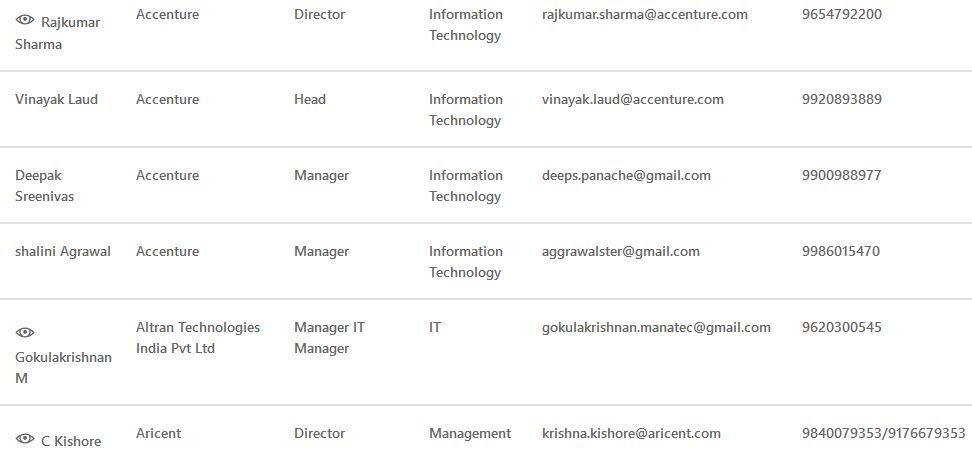 Rajkumar Sharma Accenture Director Information Technology rajkumar.sharma@accenture.com 9654792200
Vinayak Laud Accenture Head Information Technology vinayak.laud@accenture.com 9920893889
Deepak Sreenivas Accenture Manager Information Technology deeps.panache@gmail.com 9900988977
shalini Agrawal Accenture Manager Information Technology aggrawalster@gmail.com 9986015470
Gokulakrishnan M Altran Technologies India Pvt Ltd Manager IT Manager IT gokulakrishnan.manatec@gmail.com 9620300545
C Kishore Aricent Director Management krishna.kishore@aricent.com 9840079353/9176679353